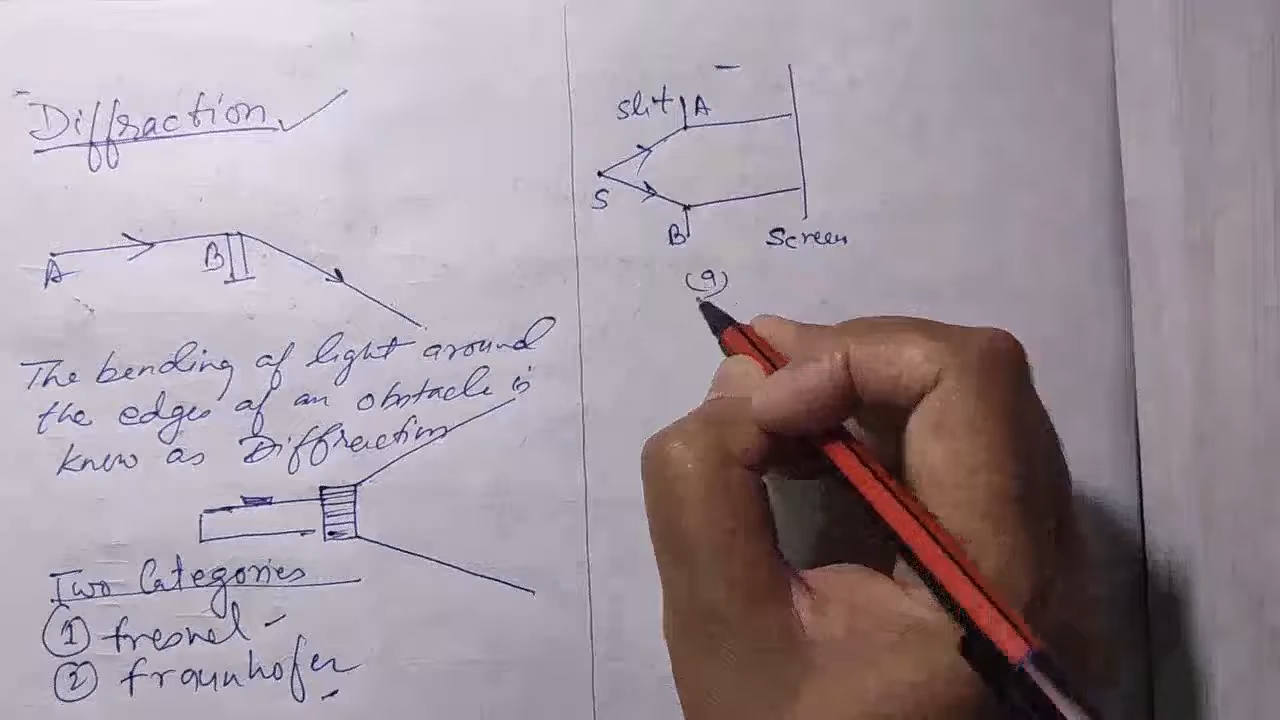 Diffraction
A
B
The bending of light around
the edges of an obstacle is
know as Diffraction
Two Categories
① fresnel -
② fraunhofer
slit A
S
B
Screen
(9)